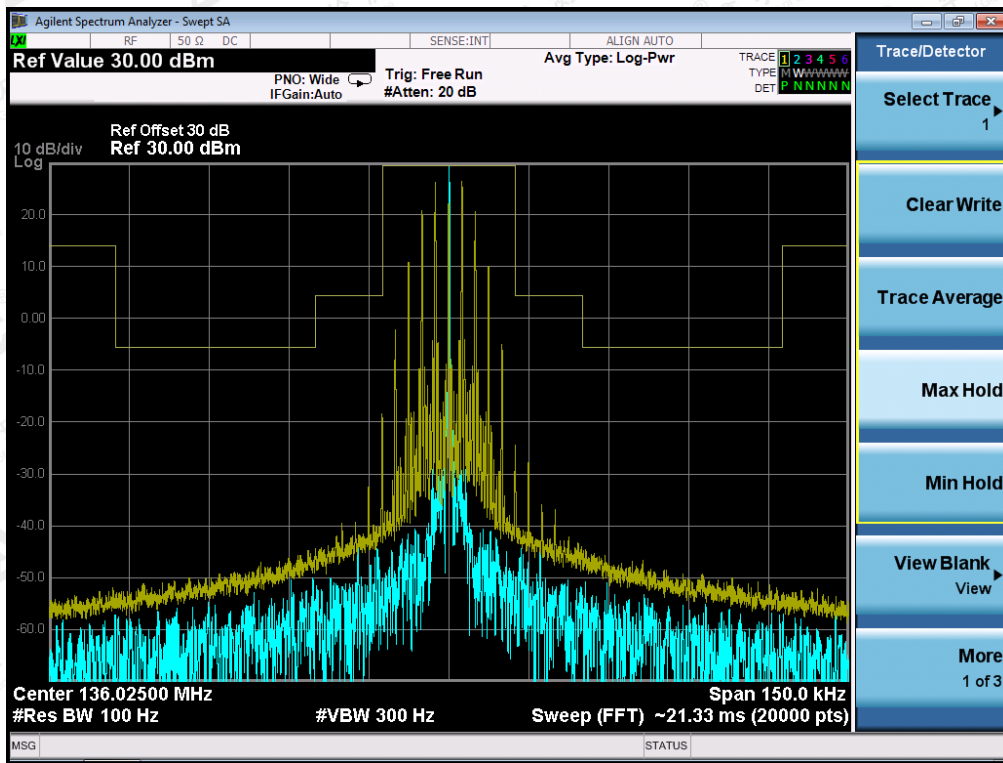 Agilent Spectrum Analyzer - Swept SA
LXI RF 50 Ω DC SENSE:INT ALIGN AUTO
Ref Value 30.00 dBm
PNO: Wide
IFGain:Auto
Trig: Free Run
#Atten: 20 dB
Avg Type: Log-Pwr
TRACE 1 2 3 4 5 6
TYPE M WWWWWW
DET P N N N N N
Ref Offset 30 dB
10 dB/div Ref 30.00 dBm
Log
20.0
10.0
0.00
-10.0
-20.0
-30.0
-40.0
-50.0
-60.0
Center 136.02500 MHz Span 150.0 kHz
#Res BW 100 Hz #VBW 300 Hz Sweep (FFT) ~21.33 ms (20000 pts)
MSG STATUS
Trace/Detector
Select Trace
1
Clear Write
Trace Average
Max Hold
Min Hold
View Blank
View
More
1 of 3